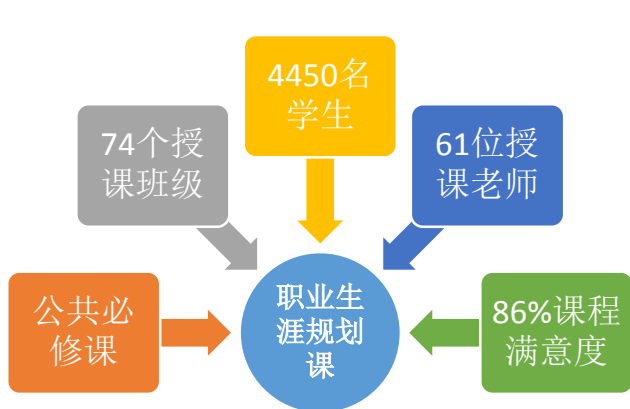 4450名
学生
74个授
课班级
61位授
课老师
公共必
修课
职业生
涯规划
课
86%课程
满意度